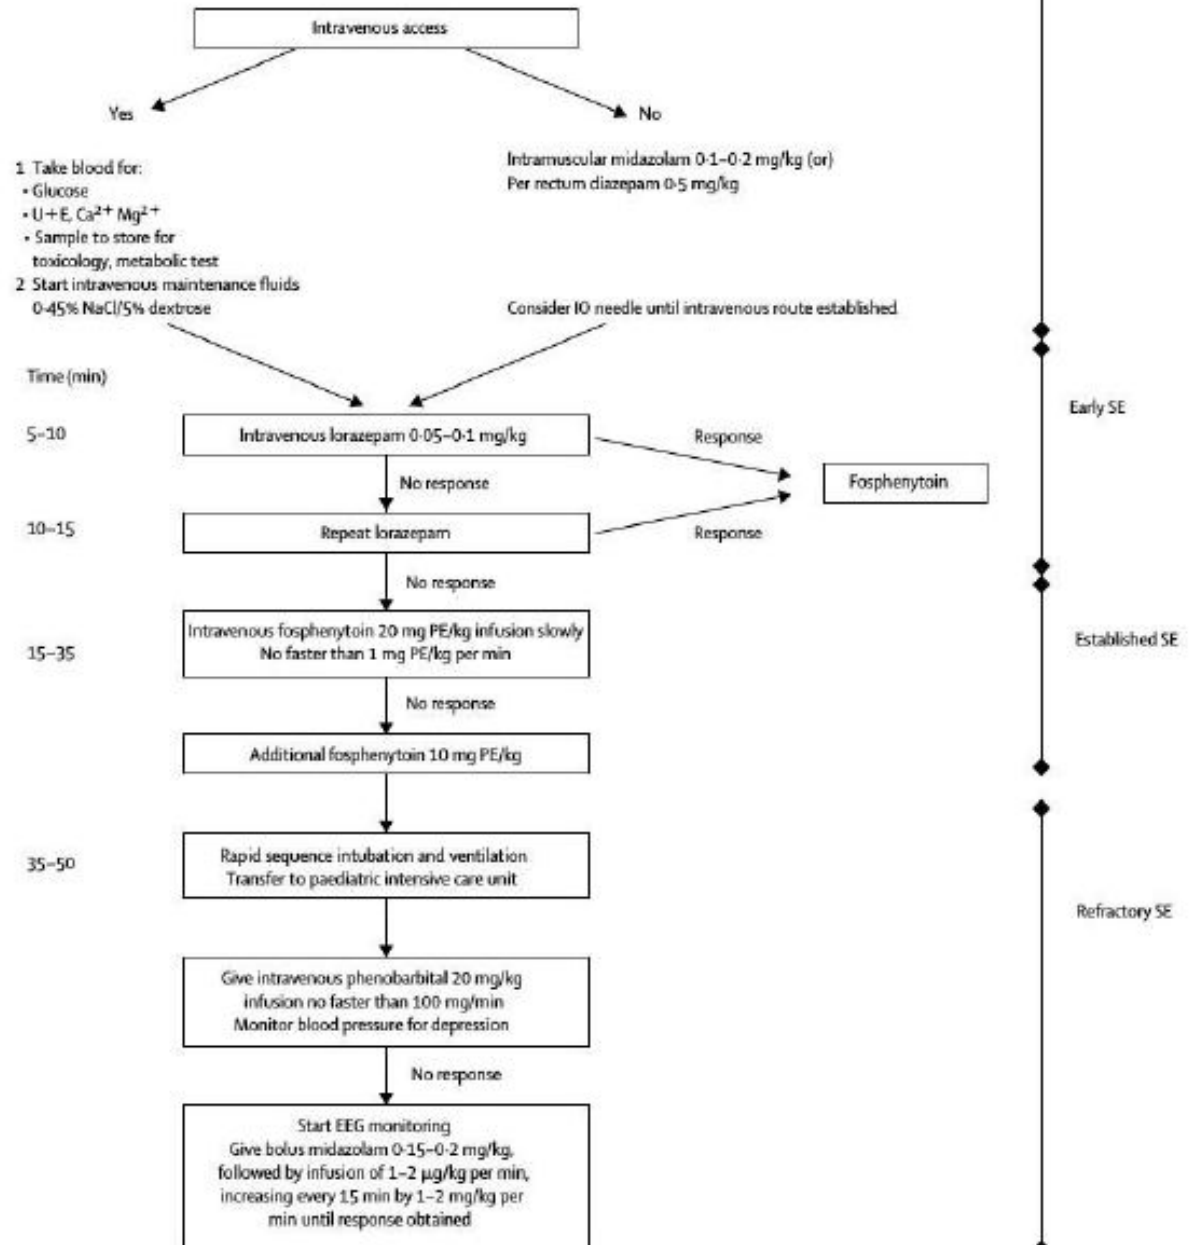 Intravenous access
Yes
No
1 Take blood for:
• Glucose
• U+E, Ca²⁺ Mg²⁺
• Sample to store for
toxicology, metabolic test
2 Start intravenous maintenance fluids
0·45% NaCl/5% dextrose
Intramuscular midazolam 0·1–0·2 mg/kg (or)
Per rectum diazepam 0·5 mg/kg
Consider IO needle until intravenous route established
Time (min)
Early SE
5–10
Intravenous lorazepam 0·05–0·1 mg/kg
Response
Fosphenytoin
No response
10–15
Repeat lorazepam
Response
No response
15–35
Intravenous fosphenytoin 20 mg PE/kg infusion slowly
No faster than 1 mg PE/kg per min
Established SE
No response
Additional fosphenytoin 10 mg PE/kg
35–50
Rapid sequence intubation and ventilation
Transfer to paediatric intensive care unit
Refractory SE
Give intravenous phenobarbital 20 mg/kg
infusion no faster than 100 mg/min
Monitor blood pressure for depression
No response
Start EEG monitoring
Give bolus midazolam 0·15–0·2 mg/kg,
followed by infusion of 1–2 µg/kg per min,
increasing every 15 min by 1–2 mg/kg per
min until response obtained